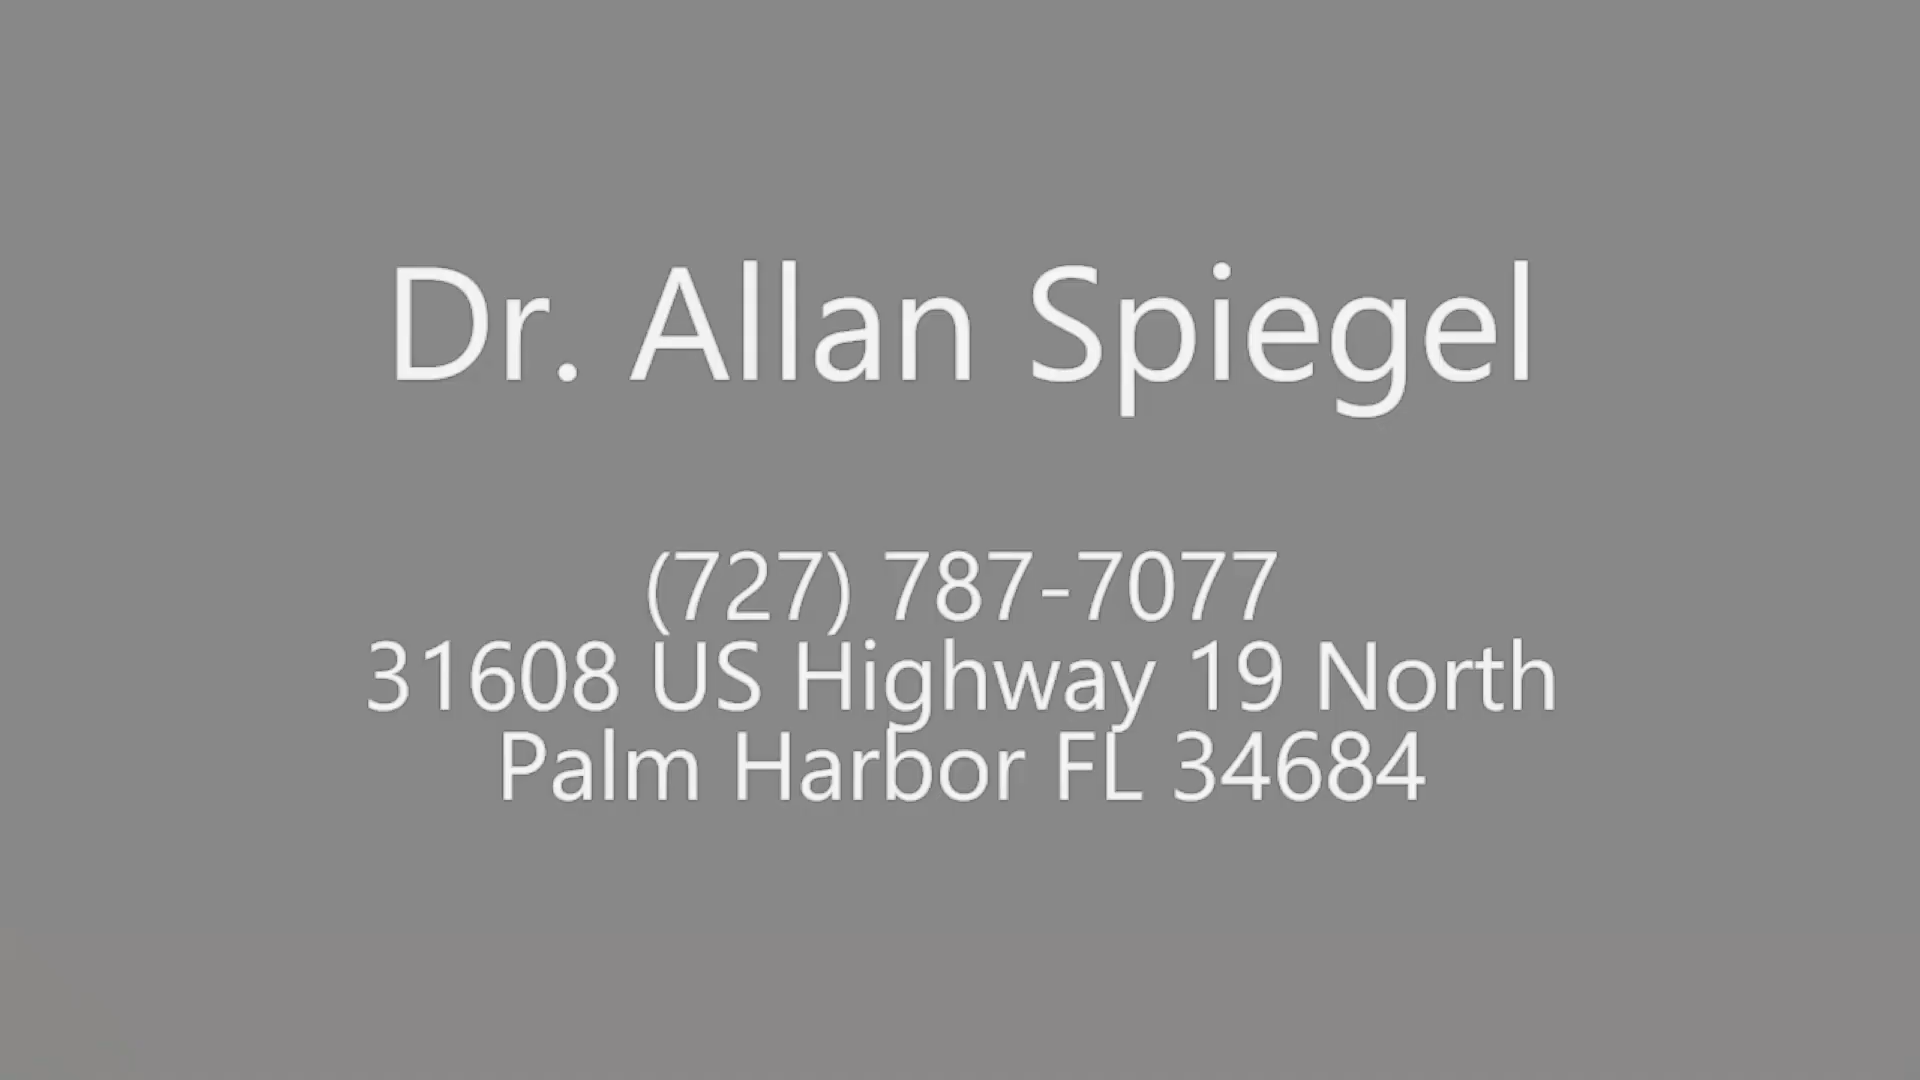 Dr. Allan Spiegel
(727) 787-7077
31608 US Highway 19 North
Palm Harbor FL 34684